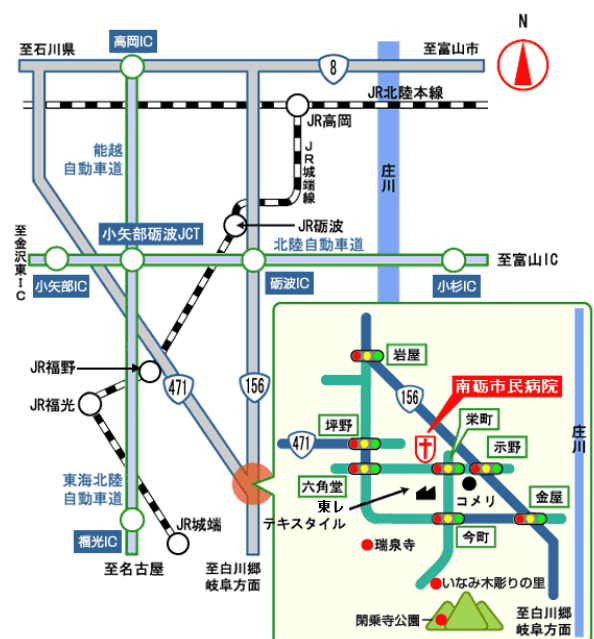 N
至石川県
高岡IC
至富山市
8
JR北陸本線
JR高岡
能越
自動車道
JR城端線
庄川
JR砺波
小矢部砺波JCT
北陸自動車道
至金沢東IC
至富山IC
小矢部IC
砺波IC
小杉IC
JR福野
471
156
JR福光
東海北陸
自動車道
JR城端
福光IC
至名古屋
至白川郷
岐阜方面
岩屋
南砺市民病院
156
栄町
坪野
示野
471
庄川
六角堂
コメリ
金屋
東レ
テキスタイル
今町
瑞泉寺
いなみ木彫りの里
閑乗寺公園
至白川郷
岐阜方面